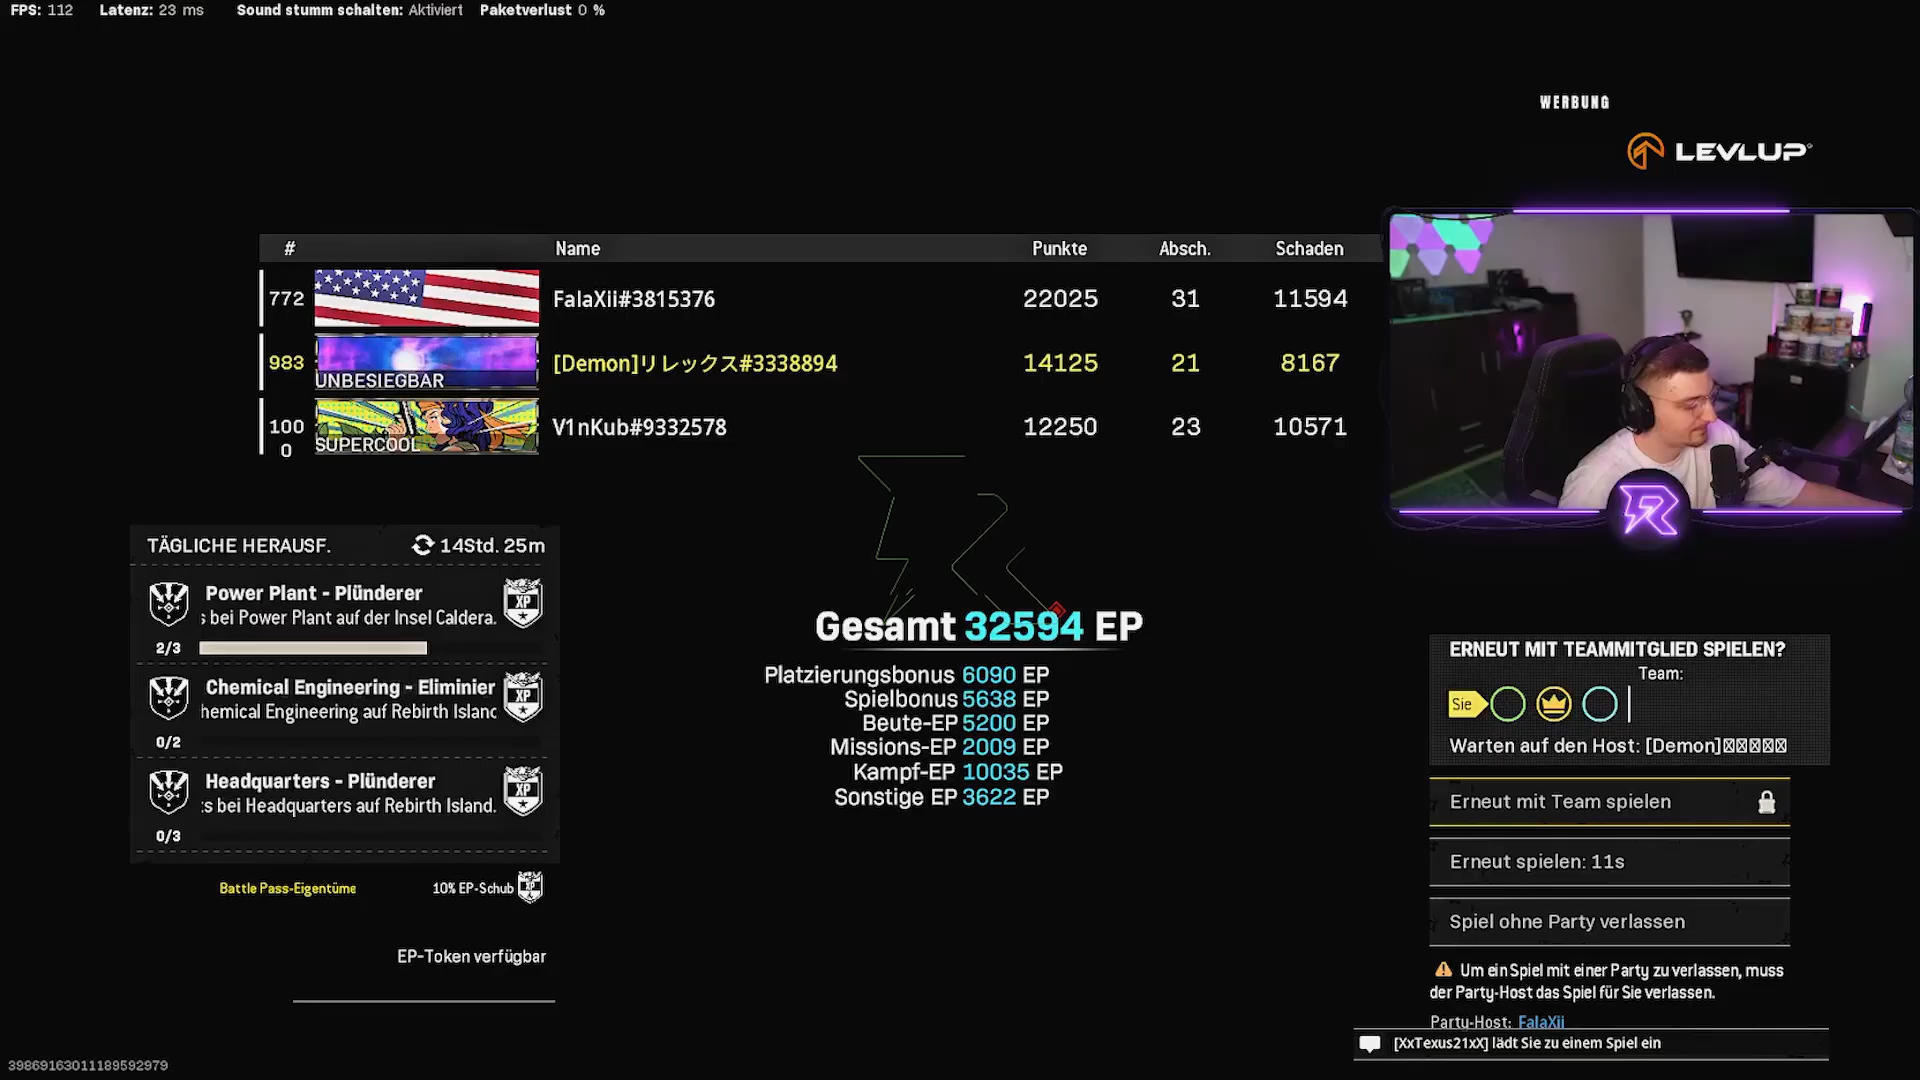 FPS: 112 Latenz: 23 ms Sound stumm schalten: Aktiviert Paketverlust 0 %
WERBUNG
LEVLUP
# Name Punkte Absch. Schaden
772 FalaXii#3815376 22025 31 11594
983 UNBESIEGBAR [Demon]リレックス#3338894 14125 21 8167
1000 SUPERCOOL V1nKub#9332578 12250 23 10571
TÄGLICHE HERAUSF. 14Std. 25m
Power Plant - Plünderer
s bei Power Plant auf der Insel Caldera.
XP
2/3
Chemical Engineering - Eliminier
hemical Engineering auf Rebirth Islanc
XP
0/2
Headquarters - Plünderer
ts bei Headquarters auf Rebirth Island.
XP
0/3
Battle Pass-Eigentüme 10% EP-Schub XP
EP-Token verfügbar
Gesamt 32594 EP
Platzierungsbonus 6090 EP
Spielbonus 5638 EP
Beute-EP 5200 EP
Missions-EP 2009 EP
Kampf-EP 10035 EP
Sonstige EP 3622 EP
ERNEUT MIT TEAMMITGLIED SPIELEN?
Team:
Sie
Warten auf den Host: [Demon]
Erneut mit Team spielen
Erneut spielen: 11s
Spiel ohne Party verlassen
Um ein Spiel mit einer Party zu verlassen, muss
der Party-Host das Spiel für Sie verlassen.
Party-Host: FalaXii
[XxTexus21xX] lädt Sie zu einem Spiel ein
39869163011189592979